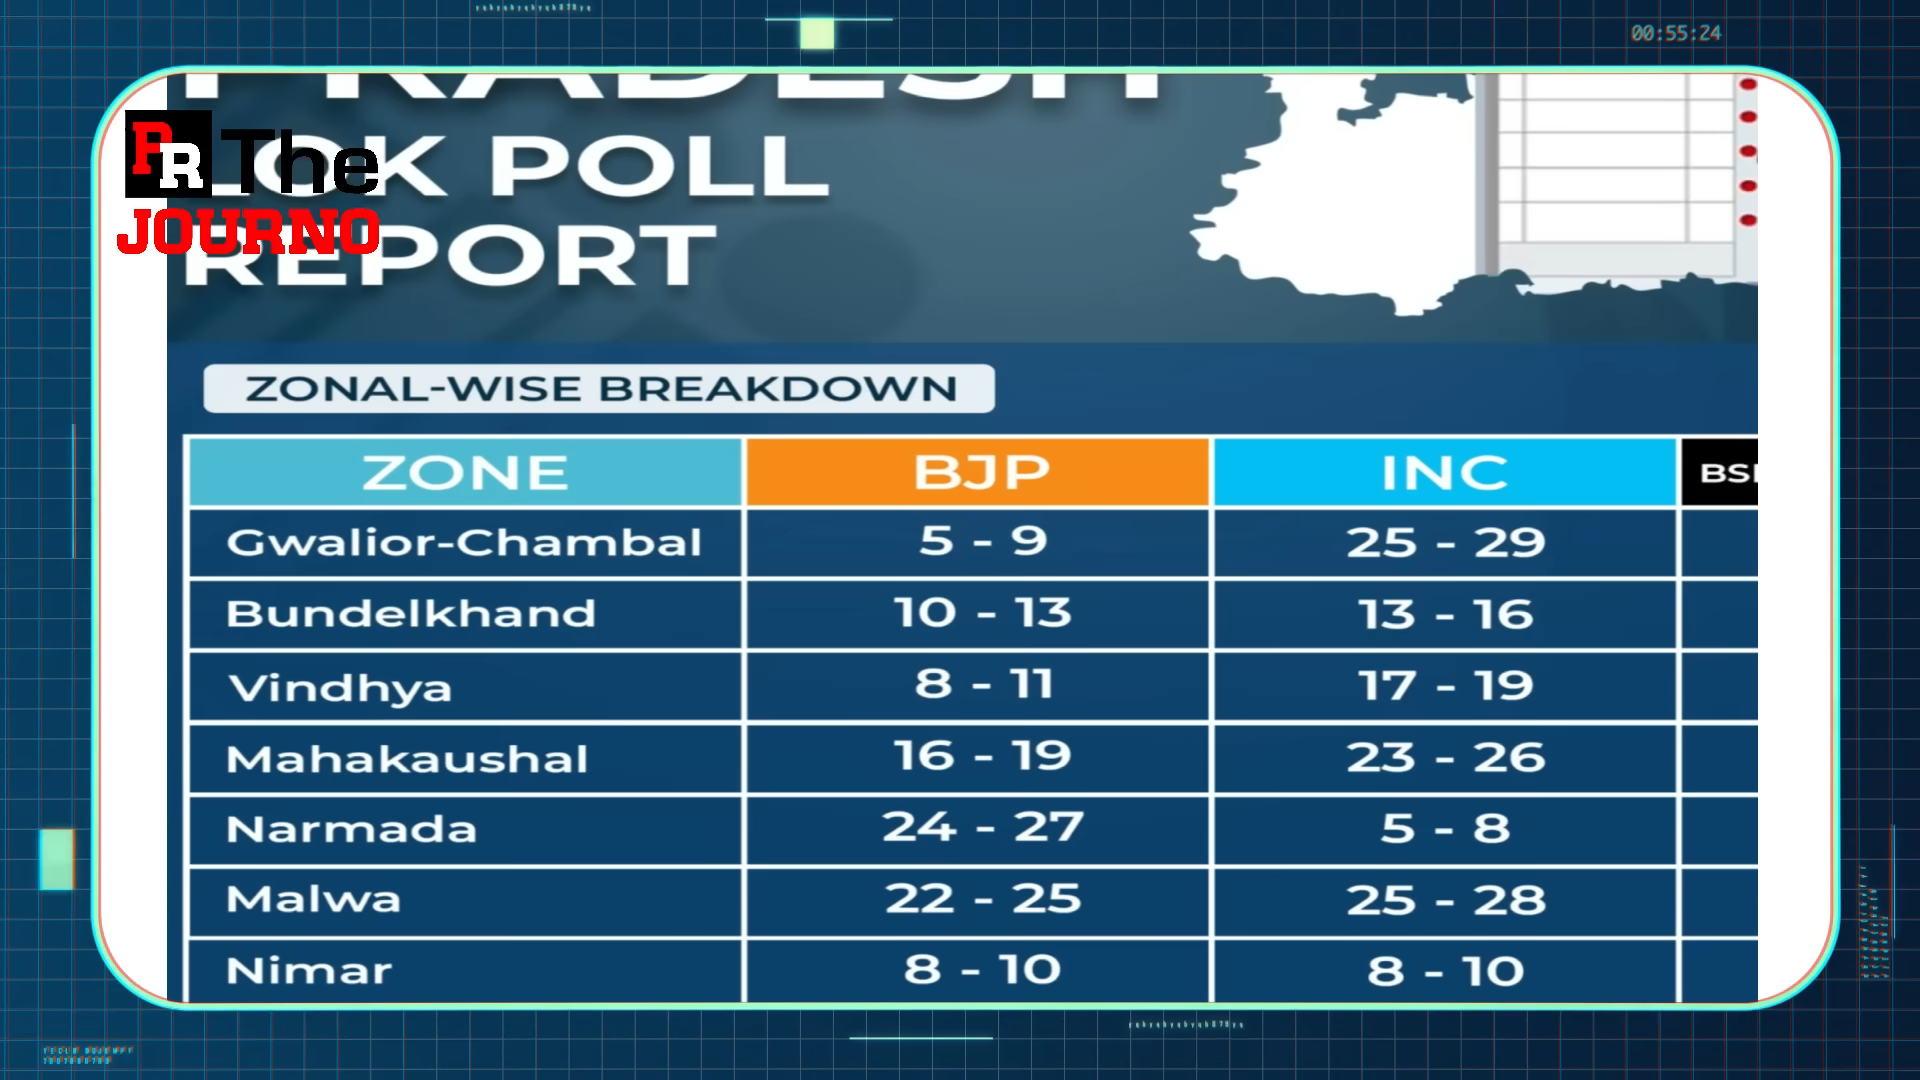 00:55:24
PRADESH
PR The
JOURNO
LOK POLL
REPORT
ZONAL-WISE BREAKDOWN
ZONE BJP INC
Gwalior-Chambal 5 - 9 25 - 29
Bundelkhand 10 - 13 13 - 16
Vindhya 8 - 11 17 - 19
Mahakaushal 16 - 19 23 - 26
Narmada 24 - 27 5 - 8
Malwa 22 - 25 25 - 28
Nimar 8 - 10 8 - 10